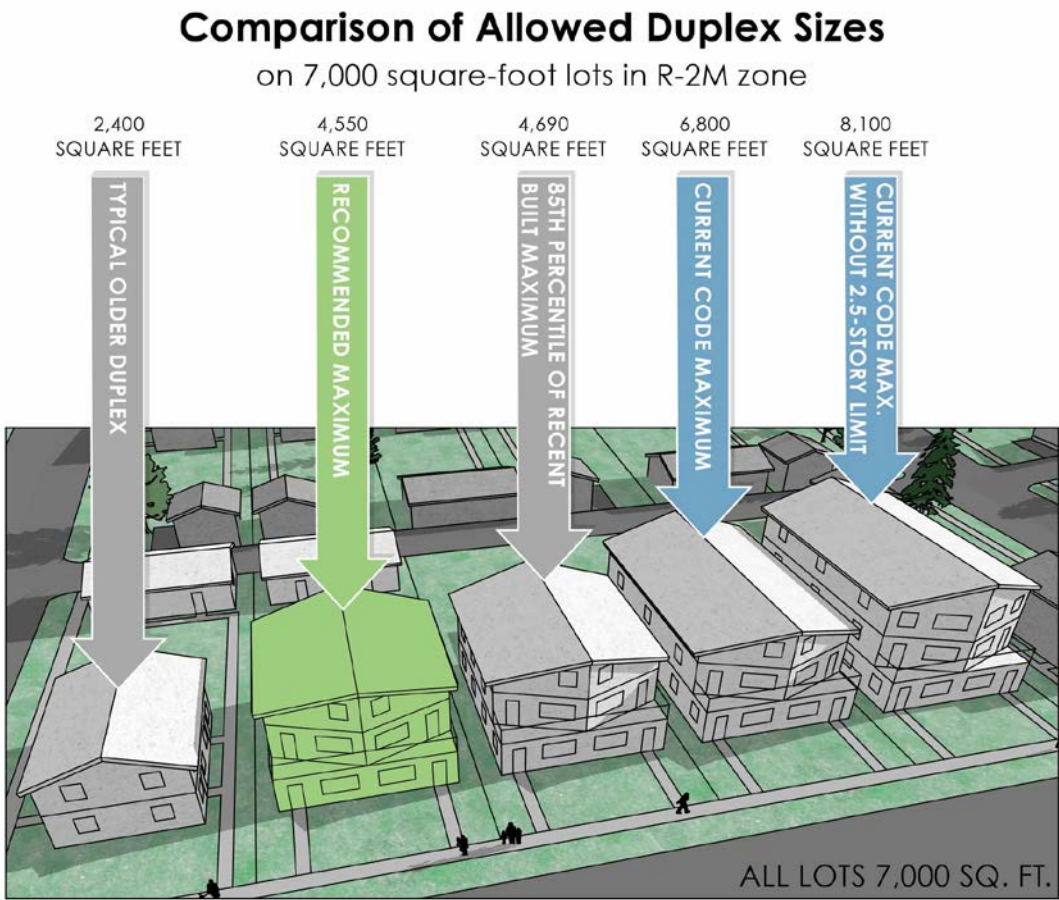 Comparison of Allowed Duplex Sizes
on 7,000 square-foot lots in R-2M zone
2,400
SQUARE FEET
4,550
SQUARE FEET
4,690
SQUARE FEET
6,800
SQUARE FEET
8,100
SQUARE FEET
TYPICAL OLDER DUPLEX
RECOMMENDED MAXIMUM
85TH PERCENTILE OF RECENT
BUILT MAXIMUM
CURRENT CODE MAXIMUM
CURRENT CODE MAX.
WITHOUT 2.5-STORY LIMIT
ALL LOTS 7,000 SQ. FT.